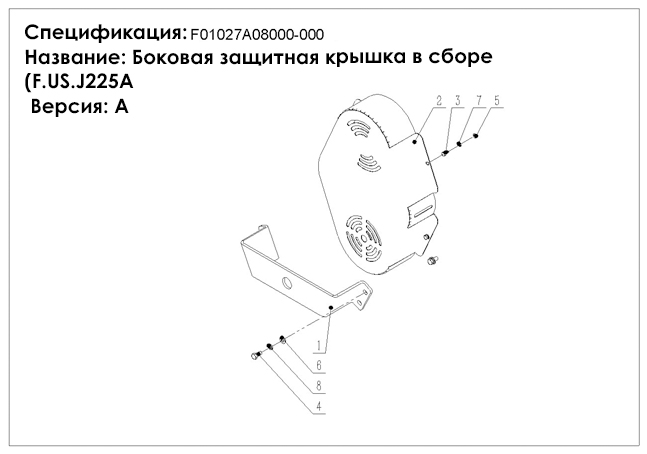 Спецификация: F01027A08000-000
Название: Боковая защитная крышка в сборе
(F.US.J225A
Версия: А
2 3 7 5
1
6
8
4